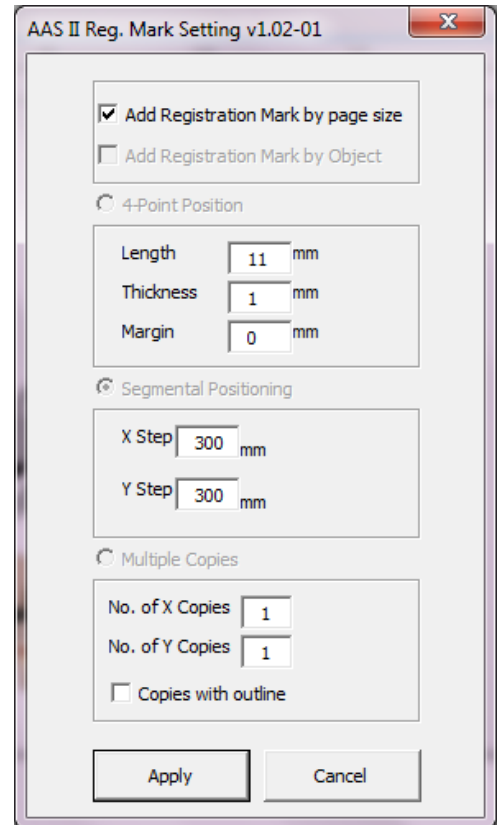 AAS II Reg. Mark Setting v1.02-01
Add Registration Mark by page size
Add Registration Mark by Object
4-Point Position
Length 11 mm
Thickness 1 mm
Margin 0 mm
Segmental Positioning
X Step 300 mm
Y Step 300 mm
Multiple Copies
No. of X Copies 1
No. of Y Copies 1
Copies with outline
Apply Cancel